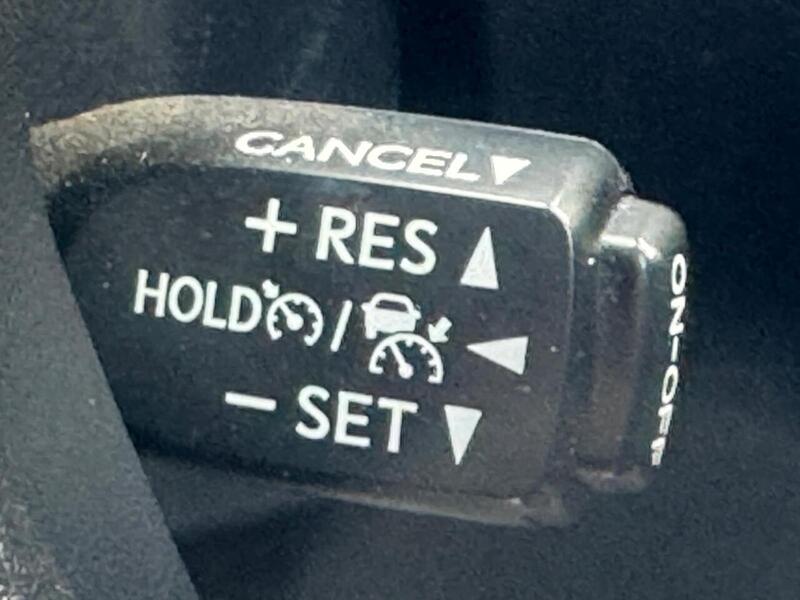 CANCEL
+ RES
HOLD /
- SET
ON-OFF